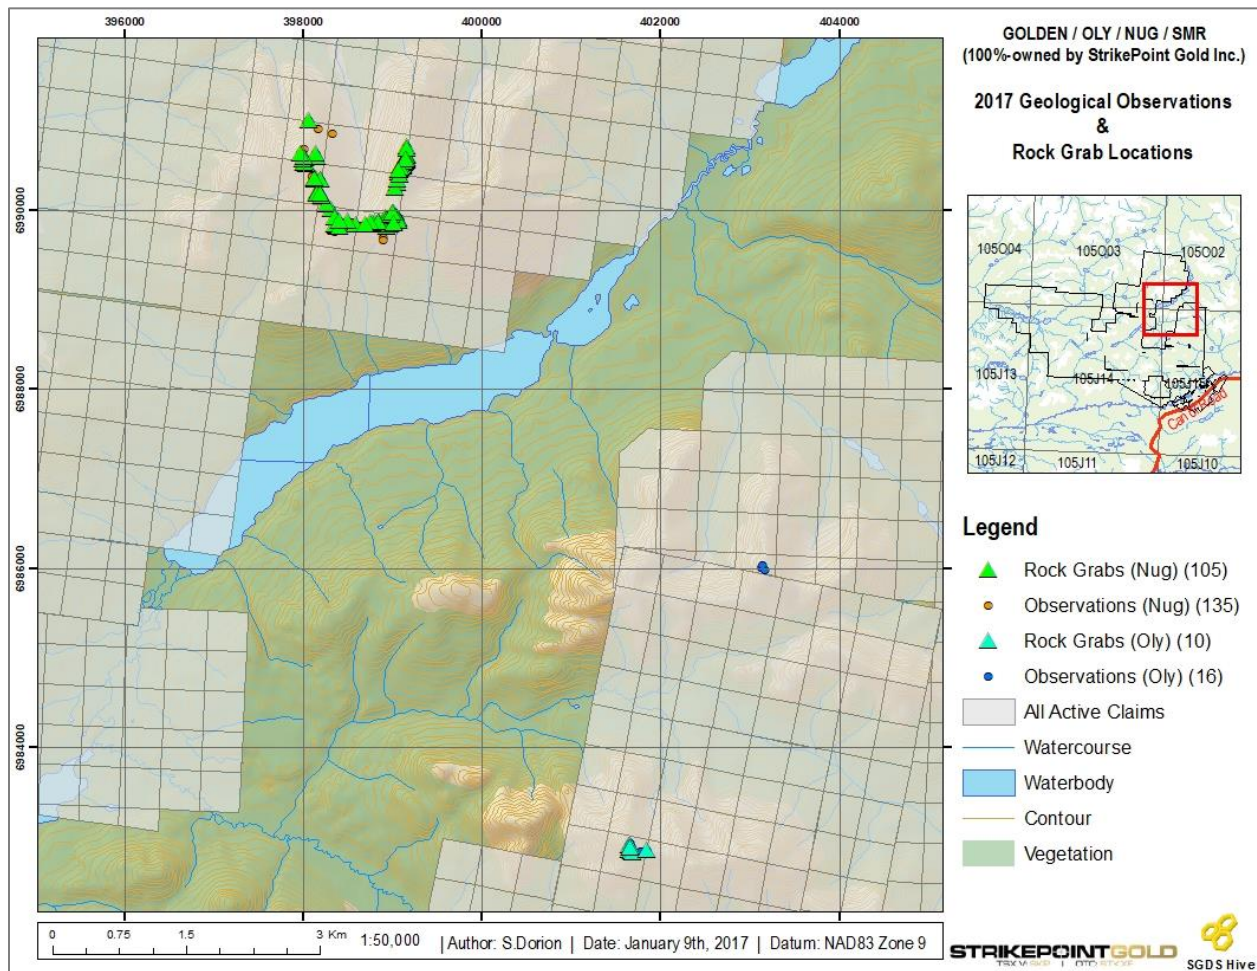 396000 398000 400000 402000 404000
6990000
6988000
6986000
6984000
GOLDEN / OLY / NUG / SMR
(100%-owned by StrikePoint Gold Inc.)
2017 Geological Observations
&
Rock Grab Locations
105O04 105O03 105O02
105J13 105J14
105J12 105J11 105J10
Legend
Rock Grabs (Nug) (105)
Observations (Nug) (135)
Rock Grabs (Oly) (10)
Observations (Oly) (16)
All Active Claims
Watercourse
Waterbody
Contour
Vegetation
0 0.75 1.5 3 Km
1:50,000 | Author: S.Dorion | Date: January 9th, 2017 | Datum: NAD83 Zone 9
STRIKEPOINTGOLD
SGDS Hive